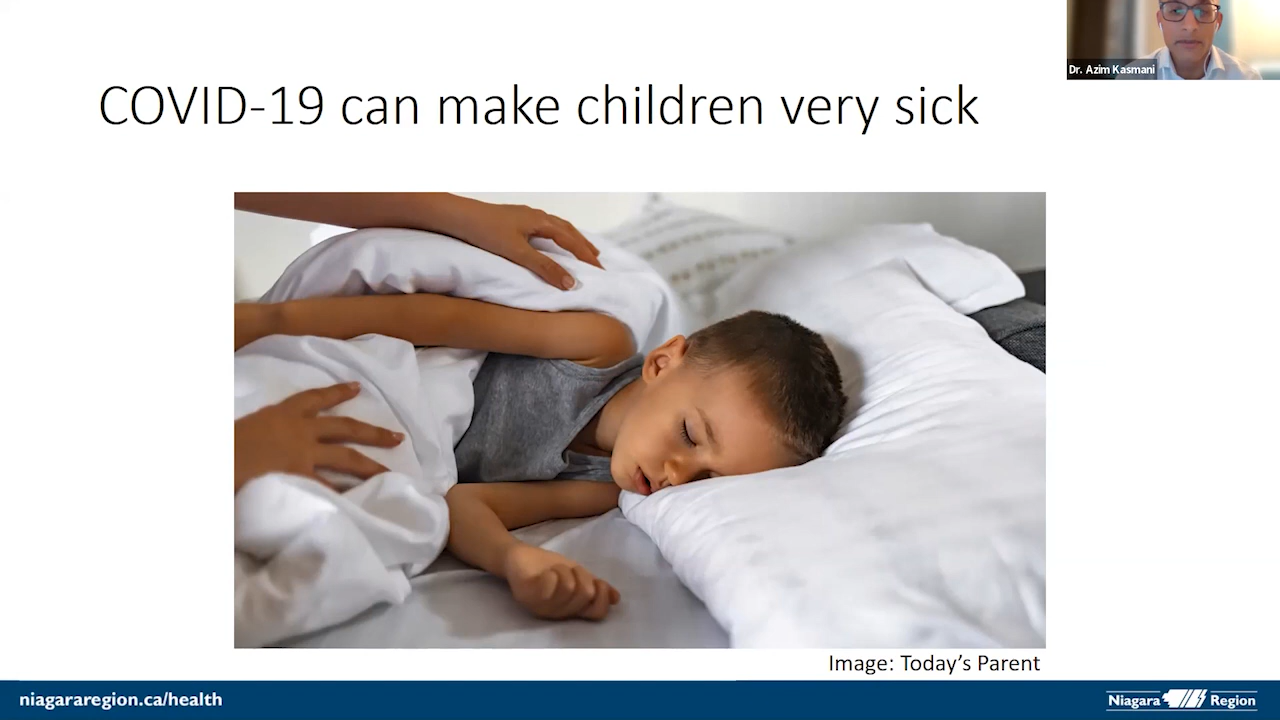 Dr. Azim Kasmani
COVID-19 can make children very sick
Image: Today's Parent
niagararegion.ca/health
Niagara Region